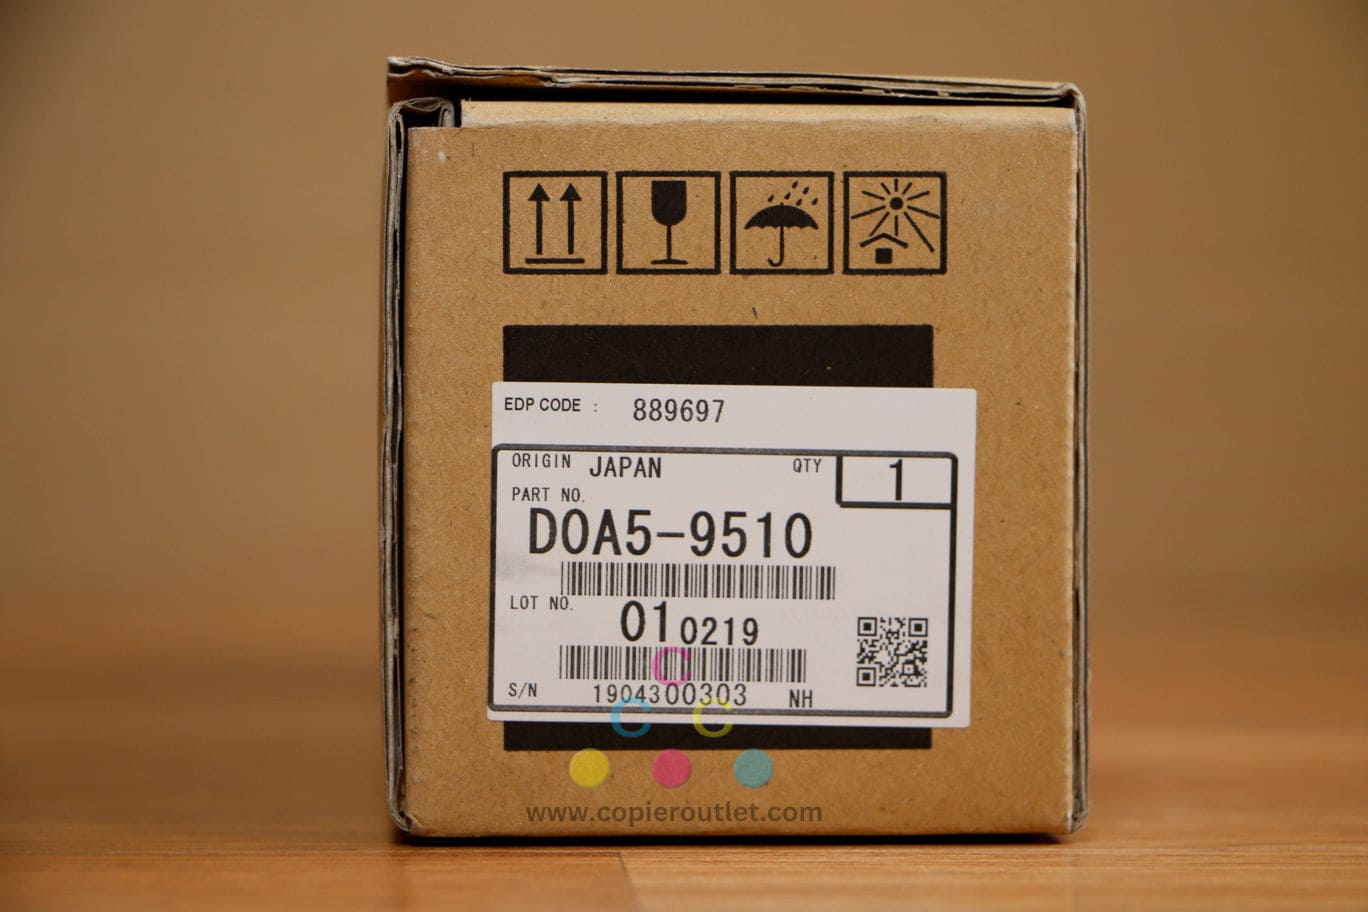 EDP CODE : 889697
ORIGIN JAPAN QTY 1
PART NO.
D0A5-9510
LOT NO.
01 0219
S/N 1904300303 NH
C
C C
www.copieroutlet.com